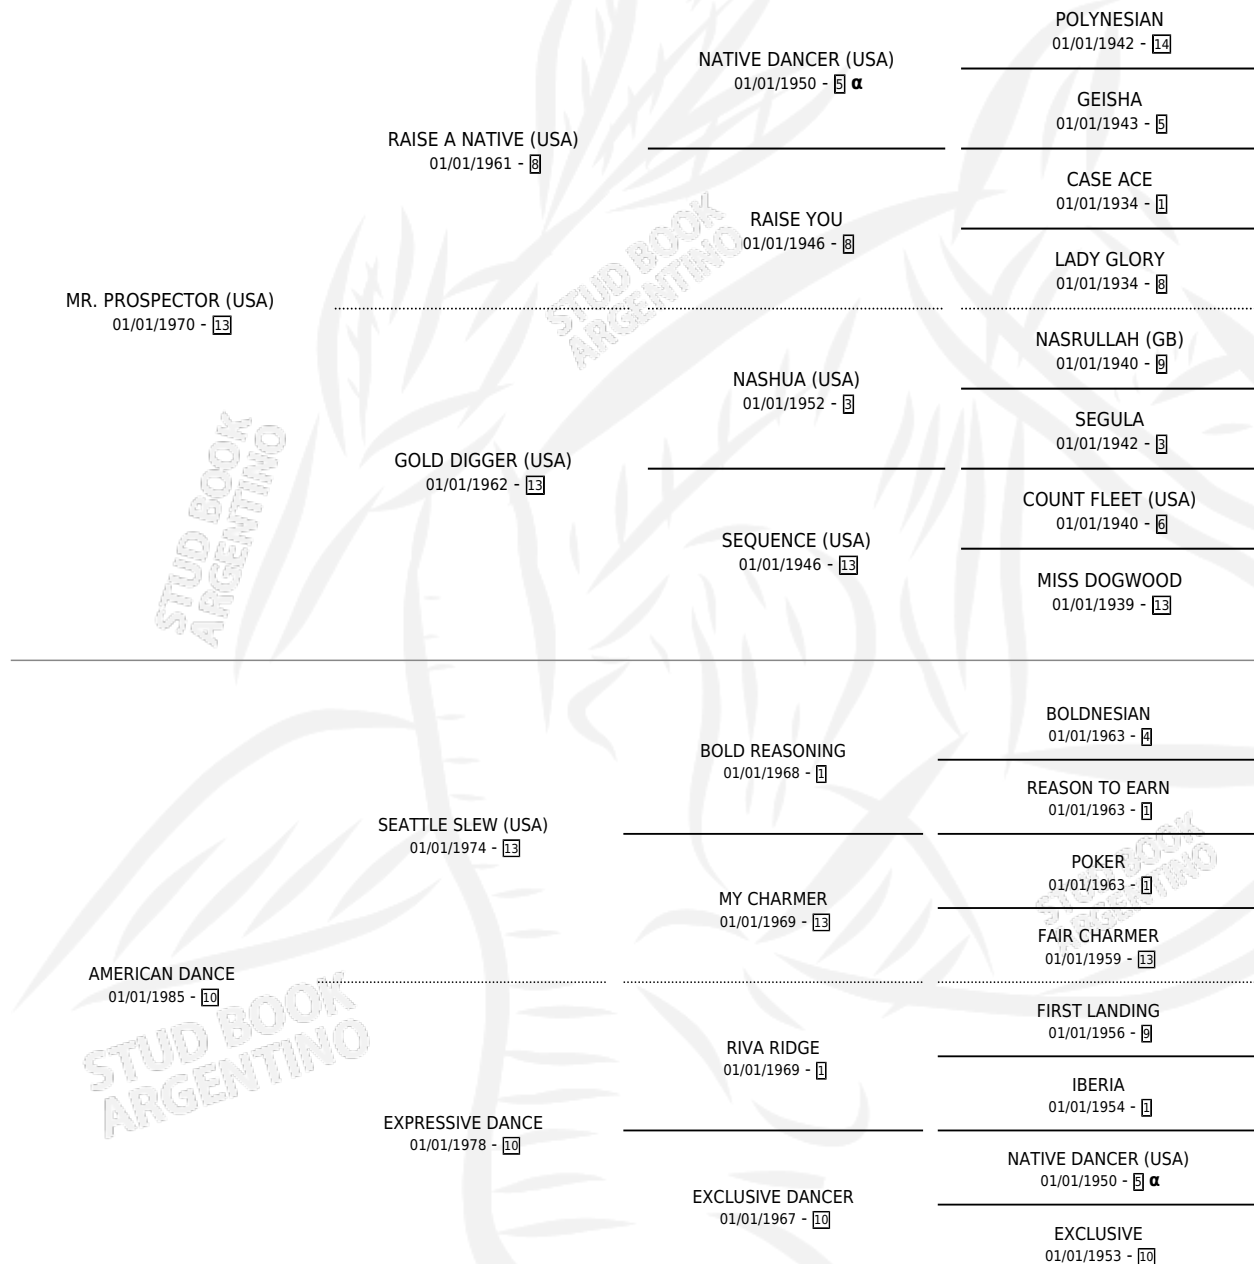 POLYNESIAN
01/01/1942 - 14
NATIVE DANCER (USA)
01/01/1950 - 5 α
GEISHA
01/01/1943 - 5
RAISE A NATIVE (USA)
01/01/1961 - 8
CASE ACE
01/01/1934 - 1
RAISE YOU
01/01/1946 - 8
LADY GLORY
01/01/1934 - 8
MR. PROSPECTOR (USA)
01/01/1970 - 13
NASRULLAH (GB)
01/01/1940 - 9
NASHUA (USA)
01/01/1952 - 3
SEGULA
01/01/1942 - 3
GOLD DIGGER (USA)
01/01/1962 - 13
COUNT FLEET (USA)
01/01/1940 - 6
SEQUENCE (USA)
01/01/1946 - 13
MISS DOGWOOD
01/01/1939 - 13
BOLDNESIAN
01/01/1963 - 4
BOLD REASONING
01/01/1968 - 1
REASON TO EARN
01/01/1963 - 1
SEATTLE SLEW (USA)
01/01/1974 - 13
POKER
01/01/1963 - 1
MY CHARMER
01/01/1969 - 13
FAIR CHARMER
01/01/1959 - 13
AMERICAN DANCE
01/01/1985 - 10
FIRST LANDING
01/01/1956 - 9
RIVA RIDGE
01/01/1969 - 1
IBERIA
01/01/1954 - 1
EXPRESSIVE DANCE
01/01/1978 - 10
NATIVE DANCER (USA)
01/01/1950 - 5 α
EXCLUSIVE DANCER
01/01/1967 - 10
EXCLUSIVE
01/01/1953 - 10
STUD BOOK
ARGENTINO
STUD BOOK
ARGENTINO
STUD BOOK
ARGENTINO
STUD BOOK
ARGENTINO